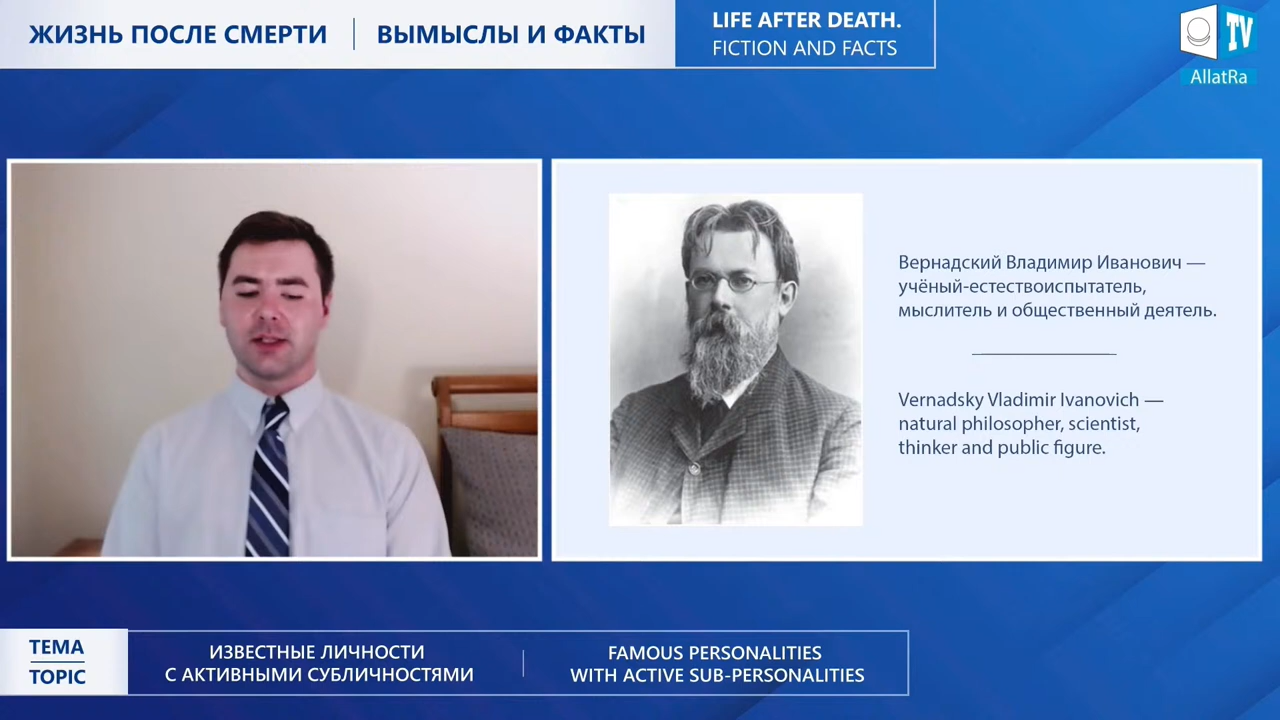 ЖИЗНЬ ПОСЛЕ СМЕРТИ
ВЫМЫСЛЫ И ФАКТЫ
LIFE AFTER DEATH.
FICTION AND FACTS
TV
AllatRa
Вернадский Владимир Иванович —
учёный-естествоиспытатель,
мыслитель и общественный деятель.
Vernadsky Vladimir Ivanovich —
natural philosopher, scientist,
thinker and public figure.
ТЕМА
TOPIC
ИЗВЕСТНЫЕ ЛИЧНОСТИ
С АКТИВНЫМИ СУБЛИЧНОСТЯМИ
FAMOUS PERSONALITIES
WITH ACTIVE SUB-PERSONALITIES